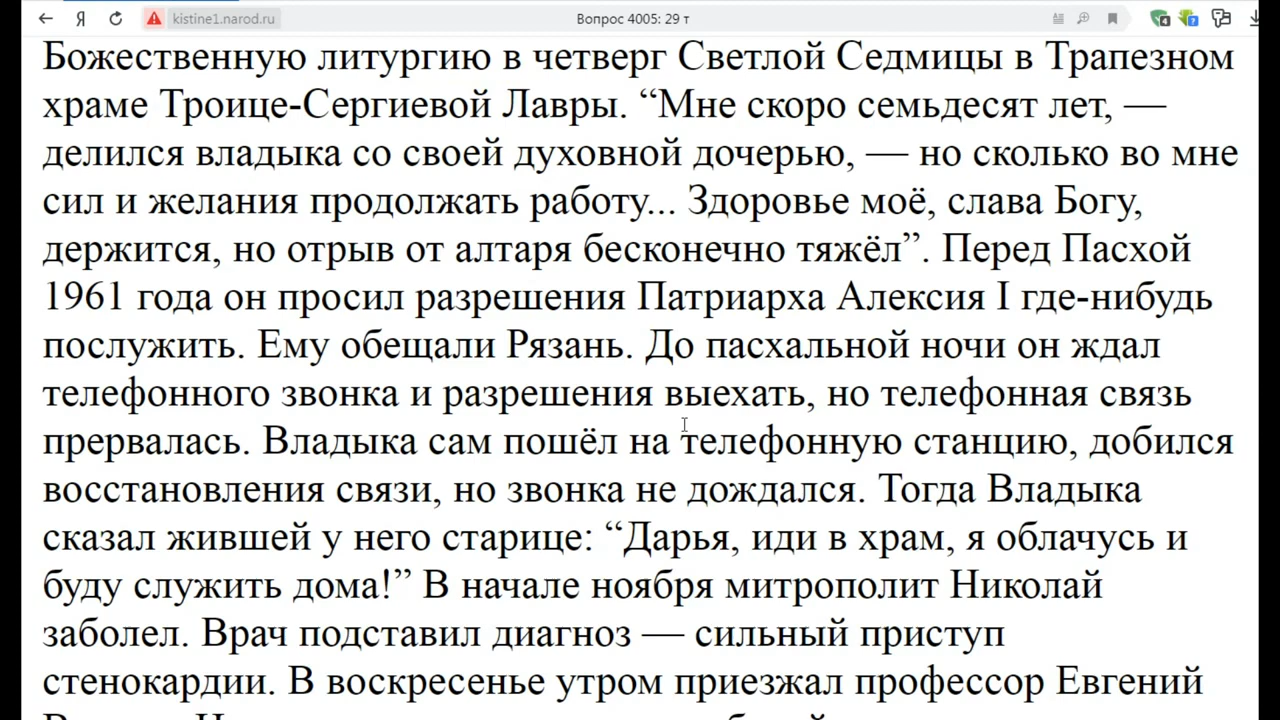 kistine1.narod.ru
Вопрос 4005: 29 т
Божественную литургию в четверг Светлой Седмицы в Трапезном
храме Троице-Сергиевой Лавры. “Мне скоро семьдесят лет, —
делился владыка со своей духовной дочерью, — но сколько во мне
сил и желания продолжать работу... Здоровье моё, слава Богу,
держится, но отрыв от алтаря бесконечно тяжёл”. Перед Пасхой
1961 года он просил разрешения Патриарха Алексия I где-нибудь
послужить. Ему обещали Рязань. До пасхальной ночи он ждал
телефонного звонка и разрешения выехать, но телефонная связь
прервалась. Владыка сам пошёл на телефонную станцию, добился
восстановления связи, но звонка не дождался. Тогда Владыка
сказал жившей у него старице: “Дарья, иди в храм, я облачусь и
буду служить дома!” В начале ноября митрополит Николай
заболел. Врач подставил диагноз — сильный приступ
стенокардии. В воскресенье утром приезжал профессор Евгений